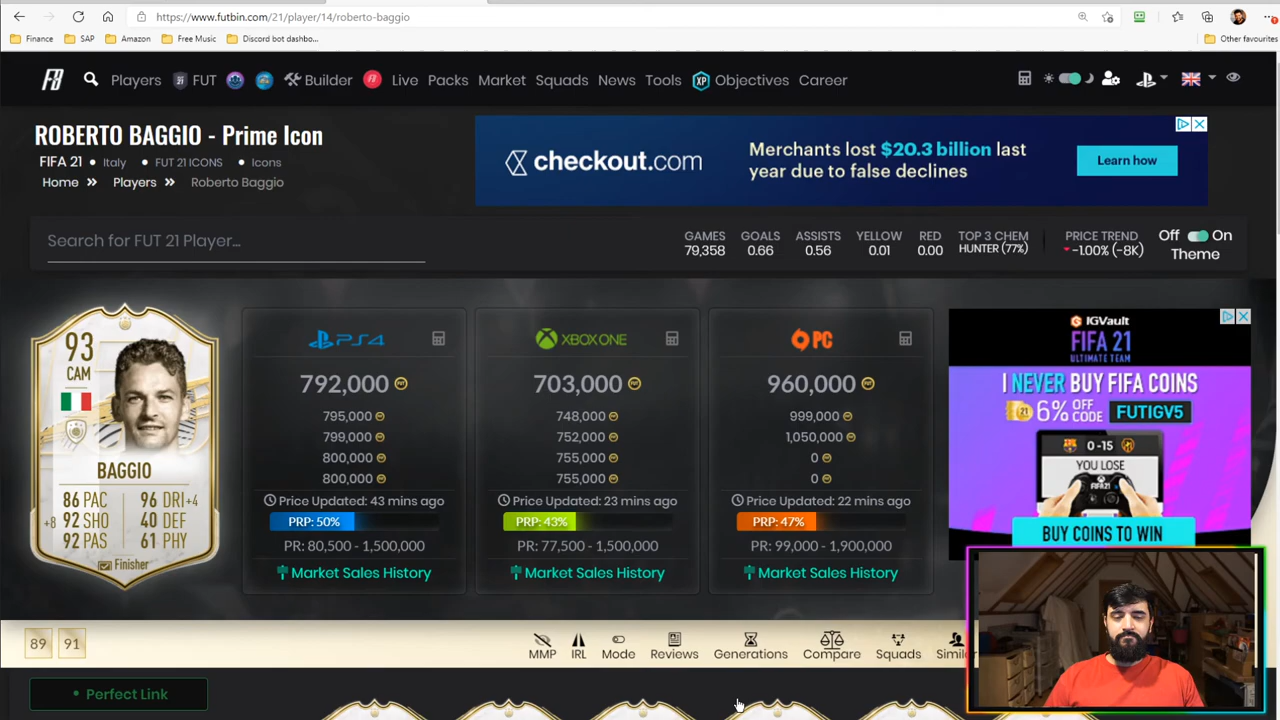 https://www.futbin.com/21/player/14/roberto-baggio
Finance SAP Amazon Free Music Discord bot dashbo... Other favourites
Players FUT Builder Live Packs Market Squads News Tools XP Objectives Career
ROBERTO BAGGIO - Prime Icon
FIFA 21 • Italy • FUT 21 ICONS • Icons
Home » Players » Roberto Baggio
checkout.com
Merchants lost $20.3 billion last
year due to false declines
Learn how
Search for FUT 21 Player...
GAMES GOALS ASSISTS YELLOW RED TOP 3 CHEM PRICE TREND Off On
79,358 0.66 0.56 0.01 0.00 HUNTER (77%) -1.00% (-8K) Theme
93
CAM
BAGGIO
86 PAC 96 DRI+4
+8 92 SHO 40 DEF
92 PAS 61 PHY
Finisher
PS4
792,000
795,000
799,000
800,000
800,000
Price Updated: 43 mins ago
PRP: 50%
PR: 80,500 - 1,500,000
Market Sales History
XBOX ONE
703,000
748,000
752,000
755,000
755,000
Price Updated: 23 mins ago
PRP: 43%
PR: 77,500 - 1,500,000
Market Sales History
PC
960,000
999,000
1,050,000
0
0
Price Updated: 22 mins ago
PRP: 47%
PR: 99,000 - 1,900,000
Market Sales History
IGVault
FIFA 21
ULTIMATE TEAM
I NEVER BUY FIFA COINS
6% OFF CODE FUTIGV5
0 -15
YOU LOSE
BUY COINS TO WIN
89 91
MMP IRL Mode Reviews Generations Compare Squads Simil
• Perfect Link